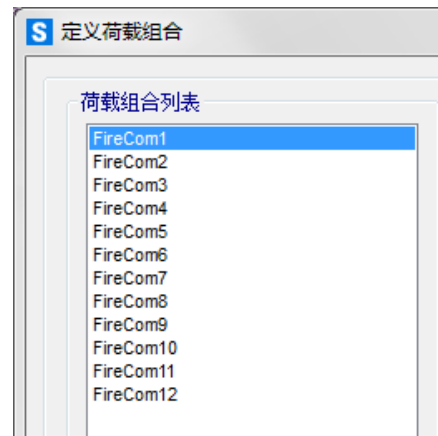 S 定义荷载组合
荷载组合列表
FireCom1
FireCom2
FireCom3
FireCom4
FireCom5
FireCom6
FireCom7
FireCom8
FireCom9
FireCom10
FireCom11
FireCom12